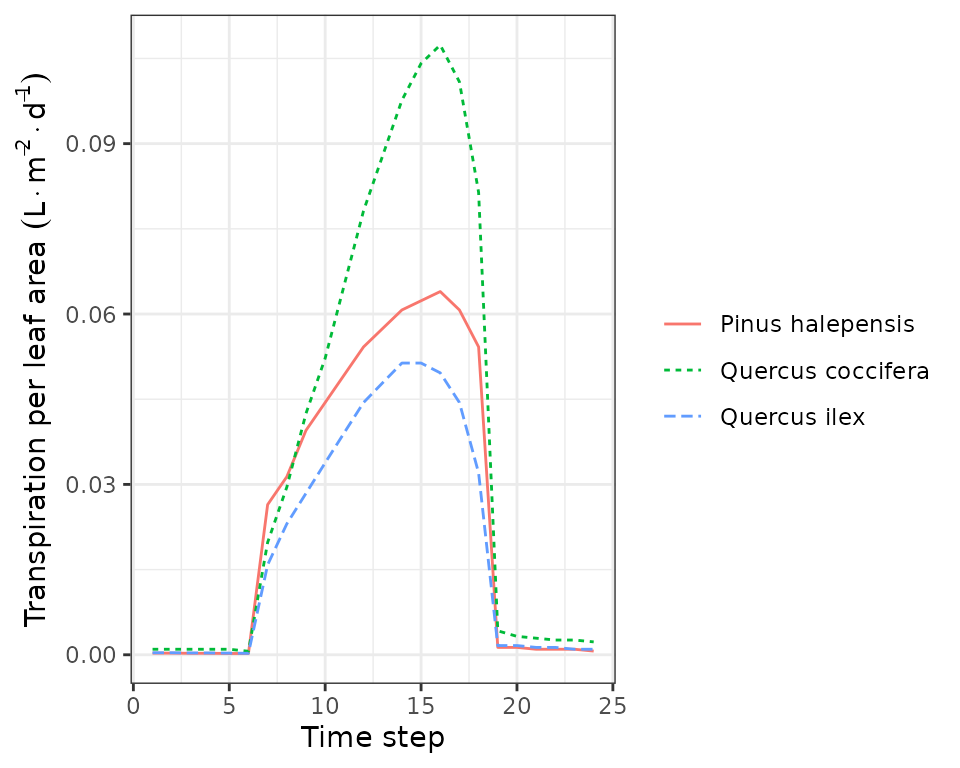 Transpiration per leaf area (L · m⁻² · d⁻¹)
0.09
0.06
0.03
0.00
0 5 10 15 20 25
Time step
Pinus halepensis
Quercus coccifera
Quercus ilex